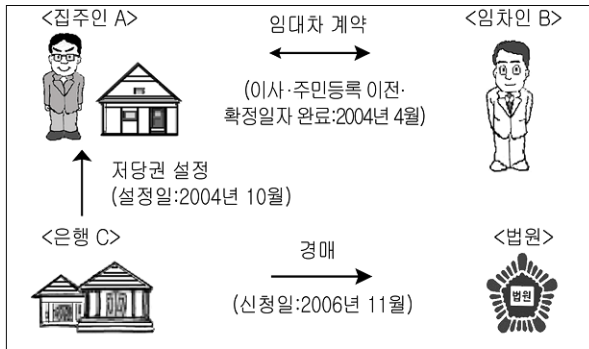 <집주인 A>
임대차 계약
<임차인 B>
(이사·주민등록 이전·
확정일자 완료:2004년 4월)
저당권 설정
(설정일:2004년 10월)
<은행 C>
경매
<법원>
(신청일:2006년 11월)
법원